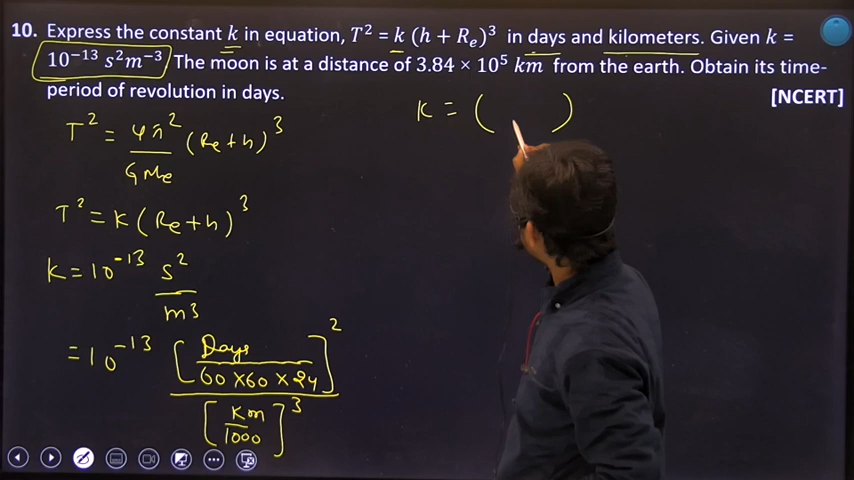 10. Express the constant k in equation, T² = k (h + Rₑ)³ in days and kilometers. Given k =
10⁻¹³ s²m⁻³ The moon is at a distance of 3.84 × 10⁵ km from the earth. Obtain its time-
period of revolution in days. [NCERT]
T² = 4π²/GMe (Re+h)³
T² = K (Re+h)³
K = 10⁻¹³ s²/m3
= 10⁻¹³ [Days/60×60×24]² / [Km/1000]³
K = ( )